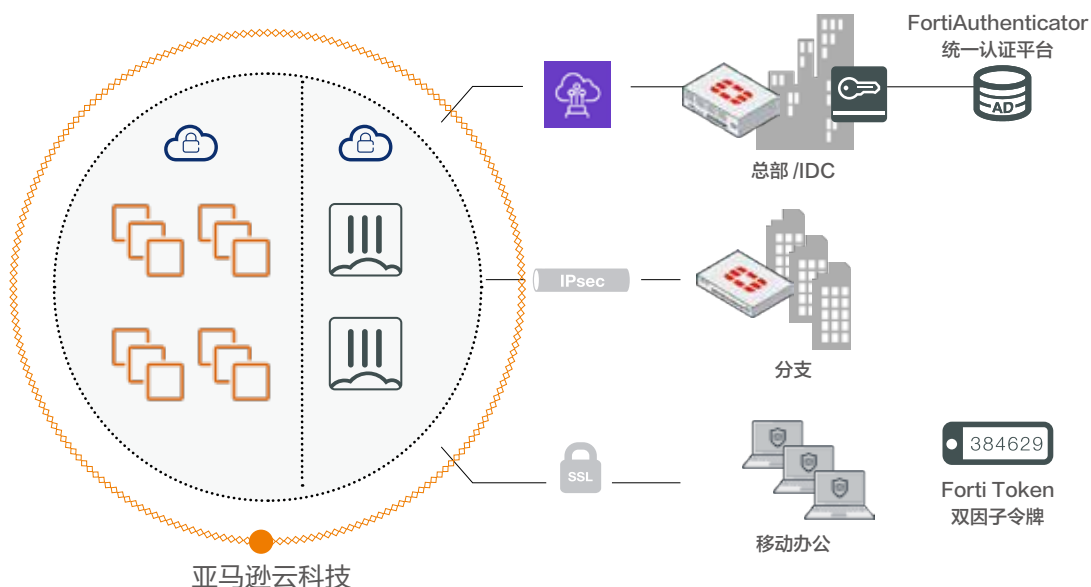 FortiAuthenticator
统一认证平台
AD
总部 /IDC
IPsec
分支
SSL
384629
Forti Token
双因子令牌
移动办公
亚马逊云科技